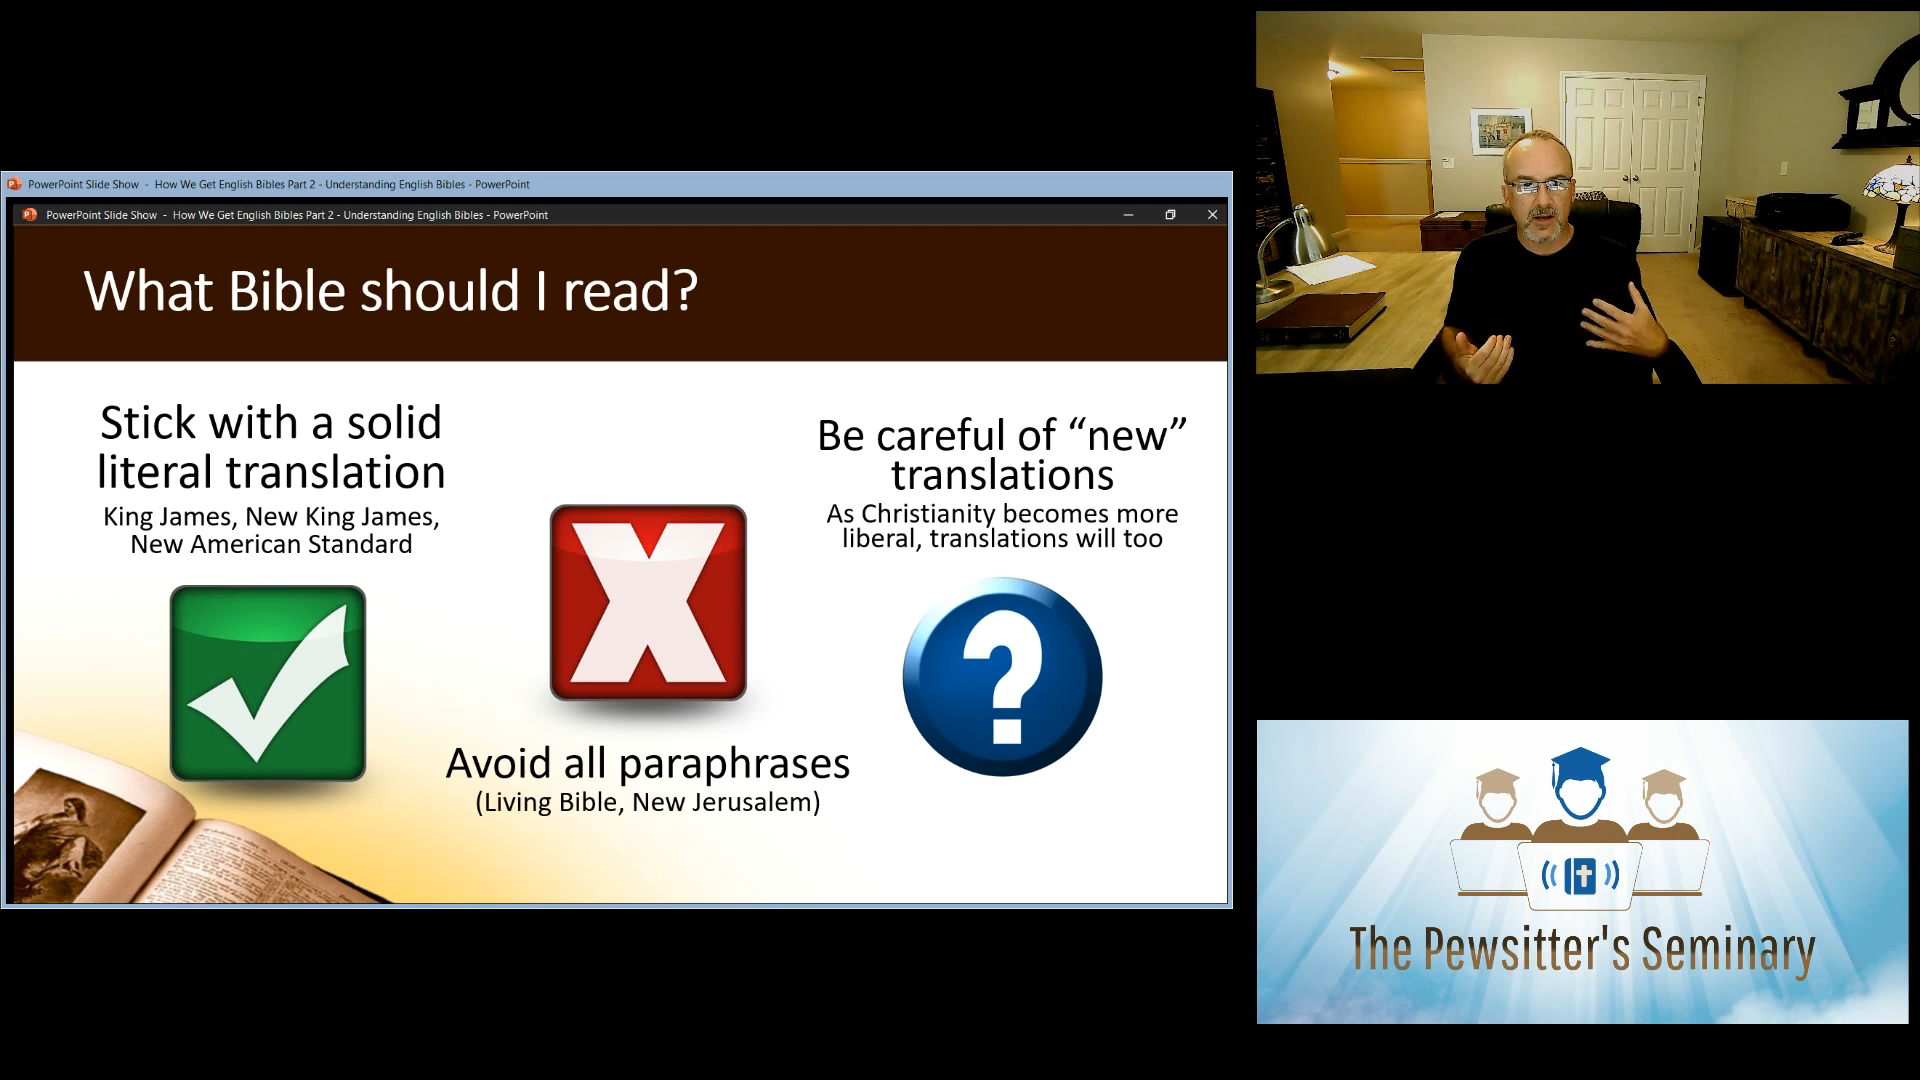 PowerPoint Slide Show - How We Get English Bibles Part 2 - Understanding English Bibles - PowerPoint
PowerPoint Slide Show - How We Get English Bibles Part 2 - Understanding English Bibles - PowerPoint
What Bible should I read?
Stick with a solid
literal translation
King James, New King James,
New American Standard
Avoid all paraphrases
(Living Bible, New Jerusalem)
Be careful of “new”
translations
As Christianity becomes more
liberal, translations will too
?
The Pewsitter's Seminary